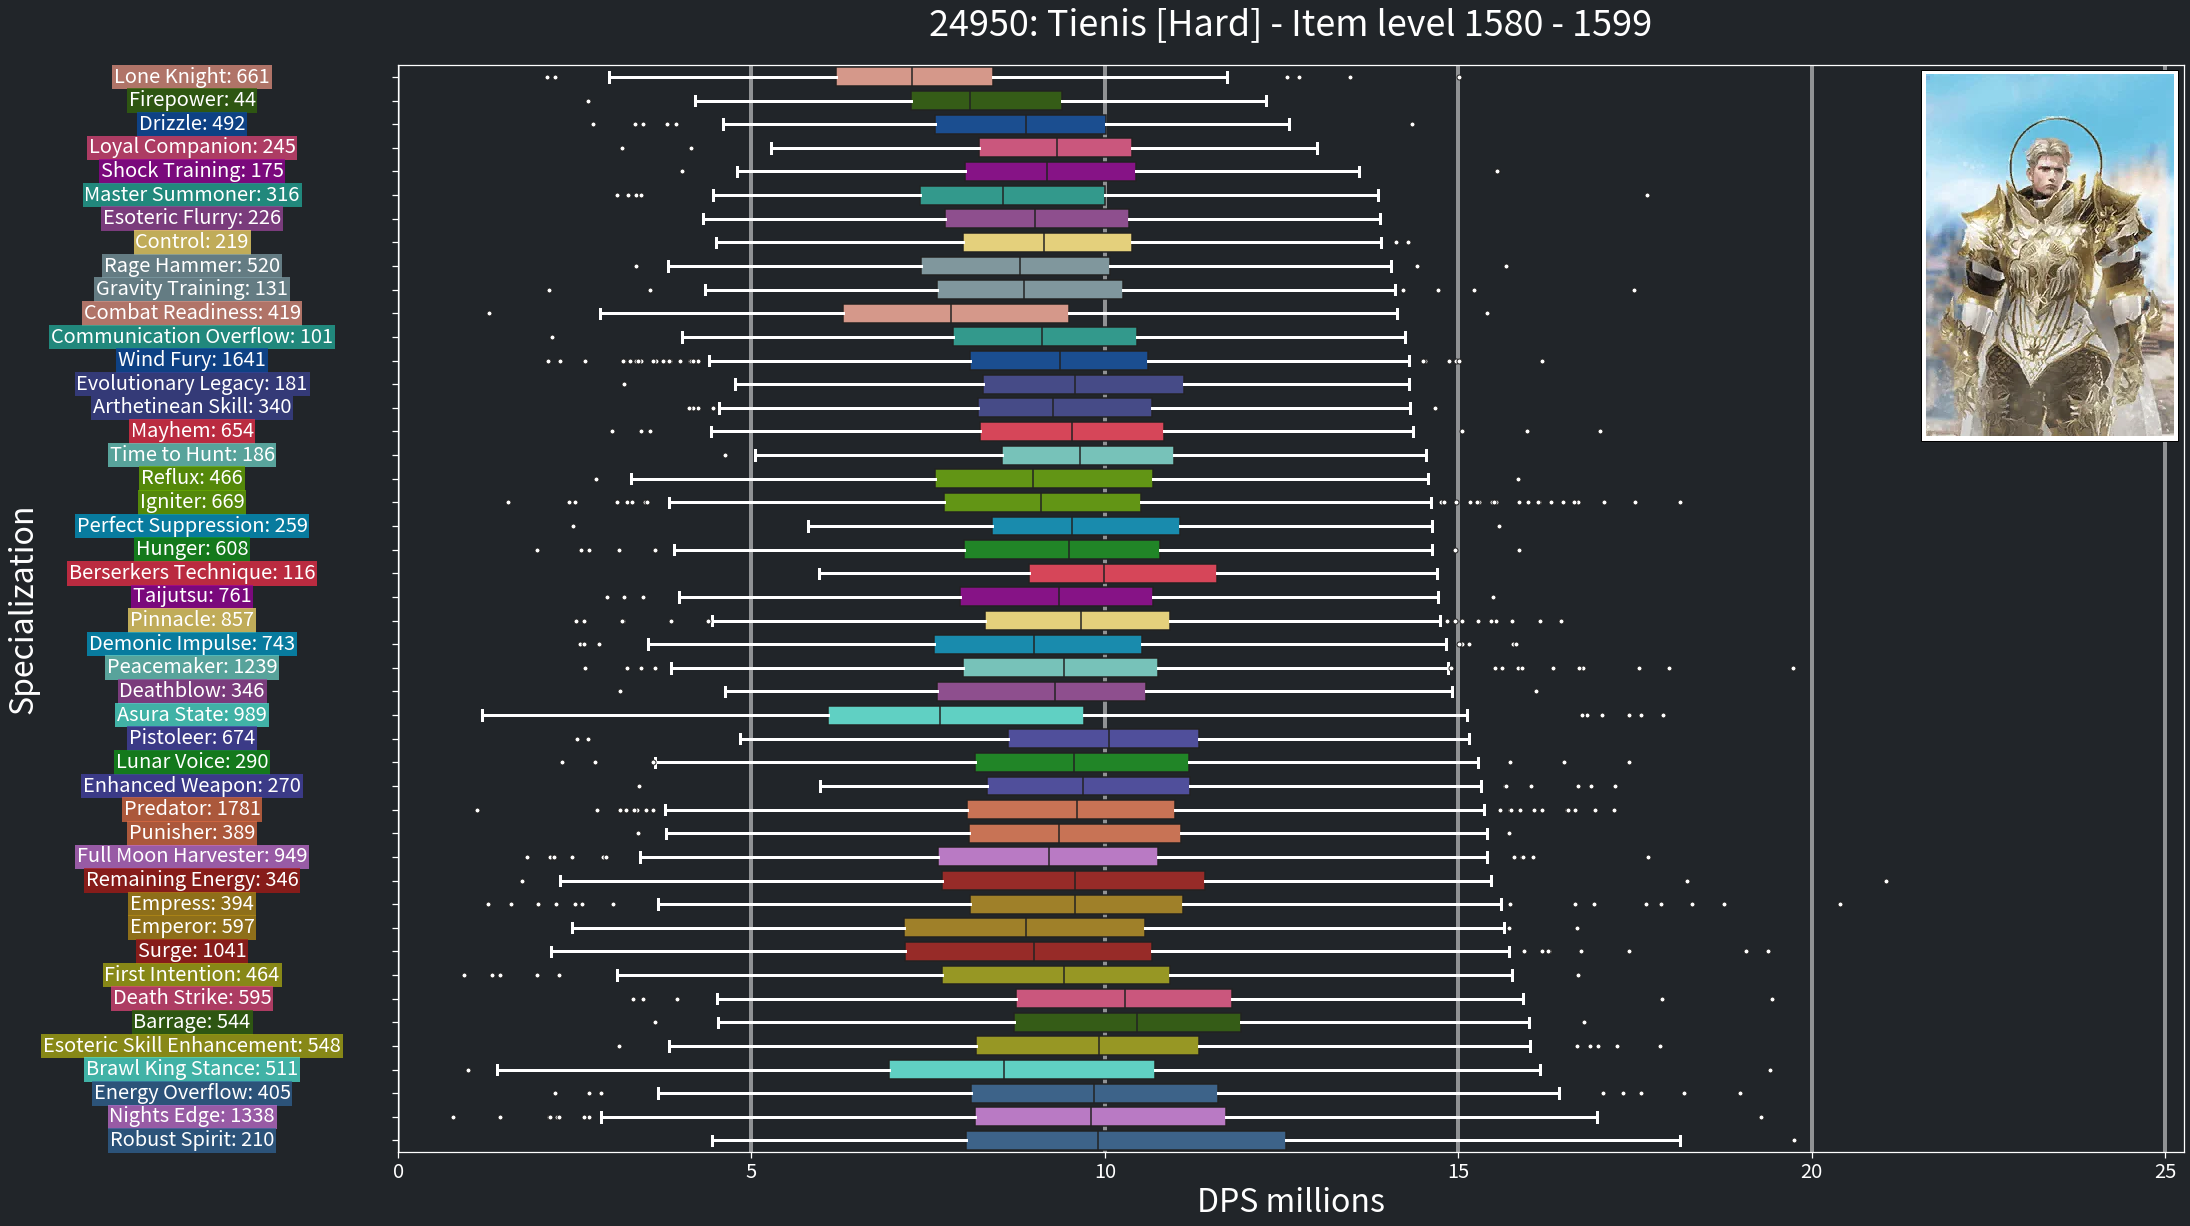 24950: Tienis [Hard] - Item level 1580 - 1599
Lone Knight: 661
Firepower: 44
Drizzle: 492
Loyal Companion: 245
Shock Training: 175
Master Summoner: 316
Esoteric Flurry: 226
Control: 219
Rage Hammer: 520
Gravity Training: 131
Combat Readiness: 419
Communication Overflow: 101
Wind Fury: 1641
Evolutionary Legacy: 181
Arthetinean Skill: 340
Mayhem: 654
Time to Hunt: 186
Reflux: 466
Igniter: 669
Perfect Suppression: 259
Hunger: 608
Berserkers Technique: 116
Taijutsu: 761
Pinnacle: 857
Demonic Impulse: 743
Peacemaker: 1239
Deathblow: 346
Asura State: 989
Pistoleer: 674
Lunar Voice: 290
Enhanced Weapon: 270
Predator: 1781
Punisher: 389
Full Moon Harvester: 949
Remaining Energy: 346
Empress: 394
Emperor: 597
Surge: 1041
First Intention: 464
Death Strike: 595
Barrage: 544
Esoteric Skill Enhancement: 548
Brawl King Stance: 511
Energy Overflow: 405
Nights Edge: 1338
Robust Spirit: 210
Specialization
0 5 10 15 20 25
DPS millions